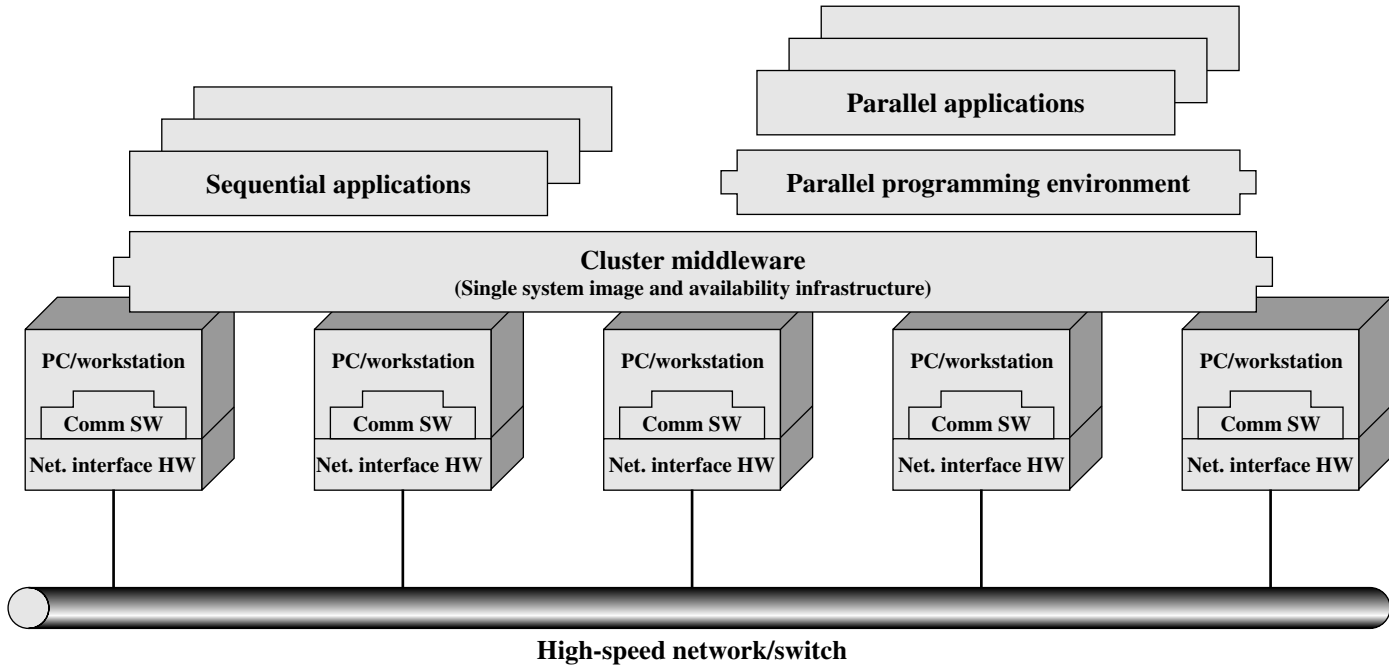 Parallel applications
Sequential applications
Parallel programming environment
Cluster middleware
(Single system image and availability infrastructure)
PC/workstation
Comm SW
Net. interface HW
PC/workstation
Comm SW
Net. interface HW
PC/workstation
Comm SW
Net. interface HW
PC/workstation
Comm SW
Net. interface HW
PC/workstation
Comm SW
Net. interface HW
High-speed network/switch